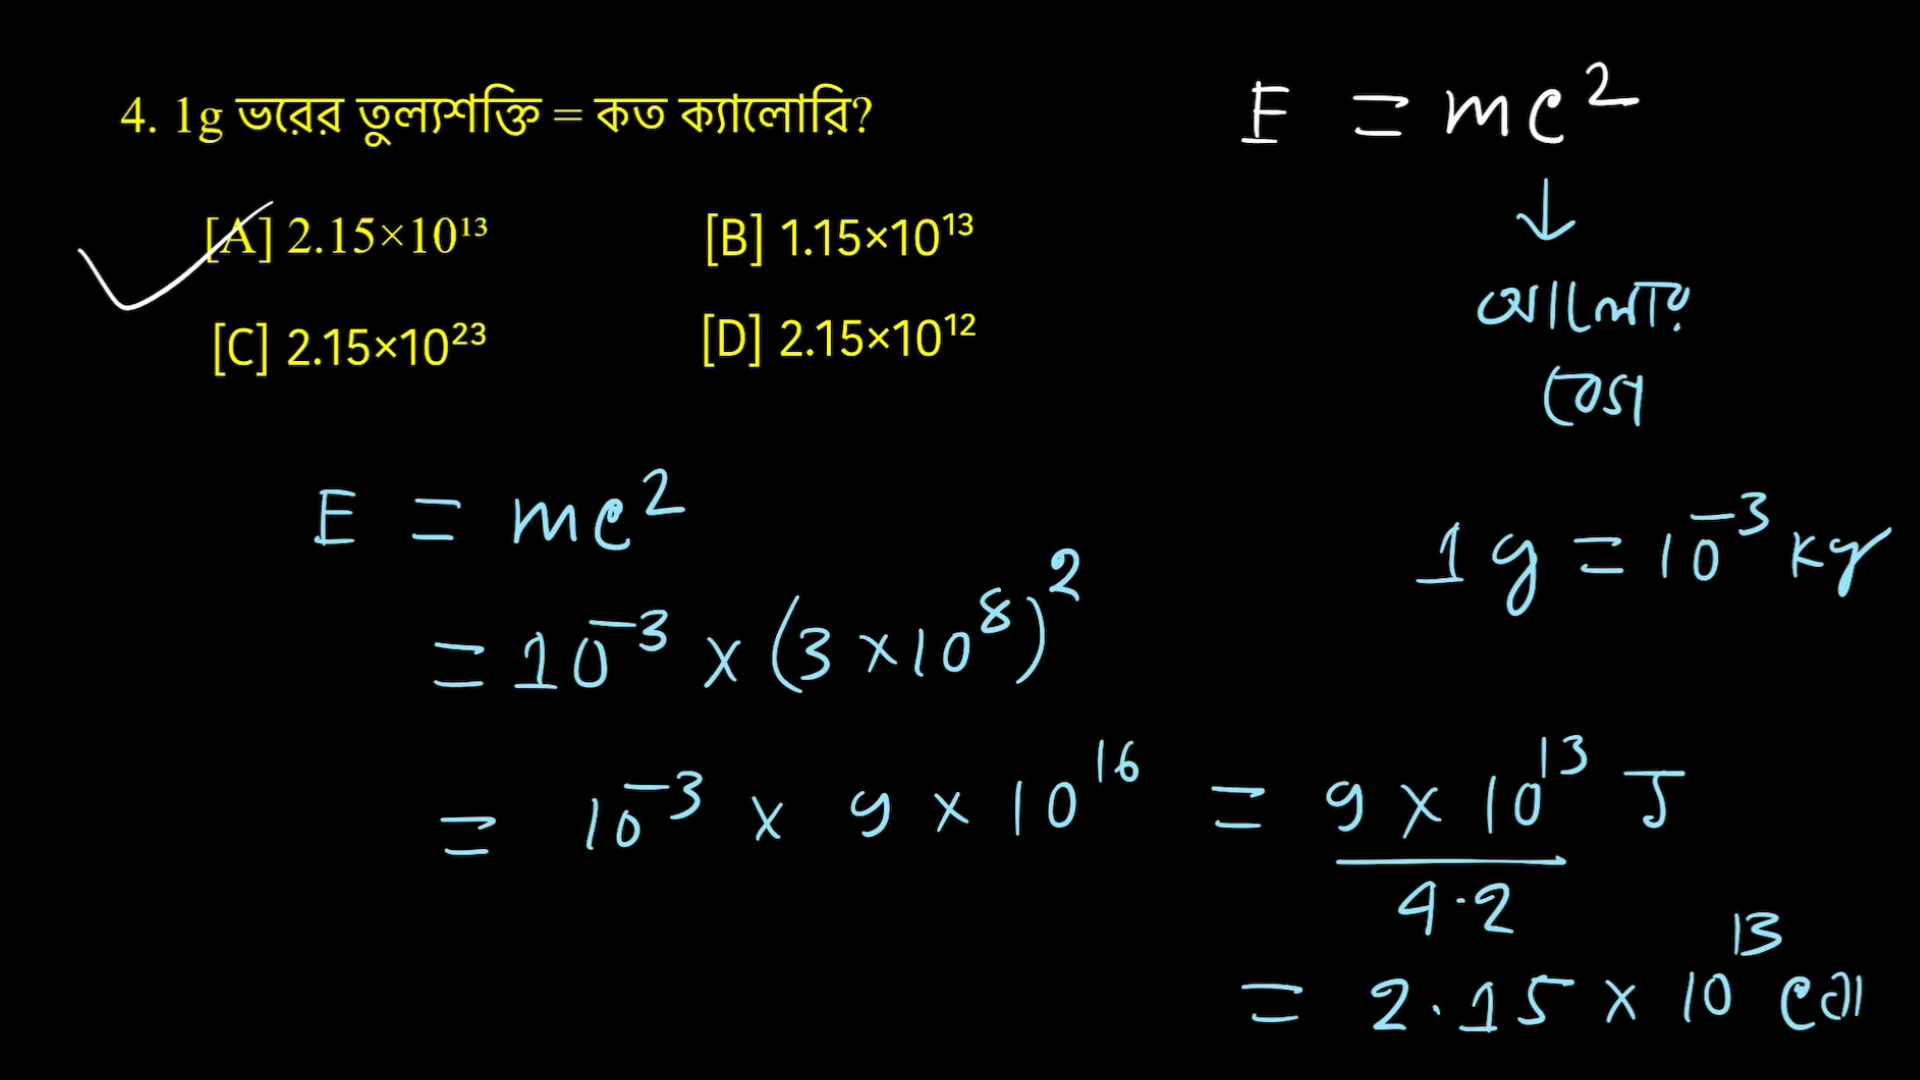 4. 1g ভরের তুল্যশক্তি = কত ক্যালোরি?
[A] 2.15×10¹³ [B] 1.15×10¹³
[C] 2.15×10²³ [D] 2.15×10¹²
E = mc²
↓
আলোর
বেগ
E = mc²
1g = 10⁻³ kg
= 10⁻³ × (3 × 10⁸)²
= 10⁻³ × 9 × 10¹⁶ = 9 × 10¹³ J
4.2
= 2.15 × 10¹³ cal